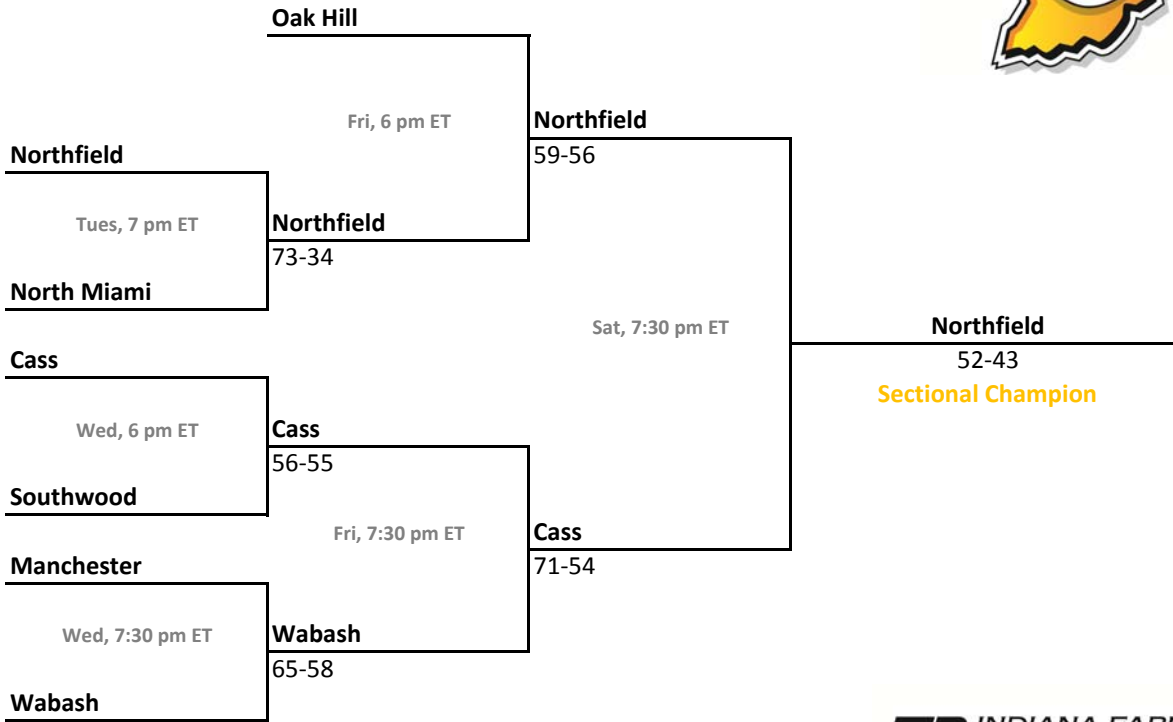 Oak Hill
Fri, 6 pm ET
Northfield
59-56
Northfield
Tues, 7 pm ET
Northfield
73-34
North Miami
Sat, 7:30 pm ET
Northfield
52-43
Sectional Champion
Cass
Wed, 6 pm ET
Cass
56-55
Southwood
Fri, 7:30 pm ET
Cass
71-54
Manchester
Wed, 7:30 pm ET
Wabash
65-58
Wabash
INDIANA FARM